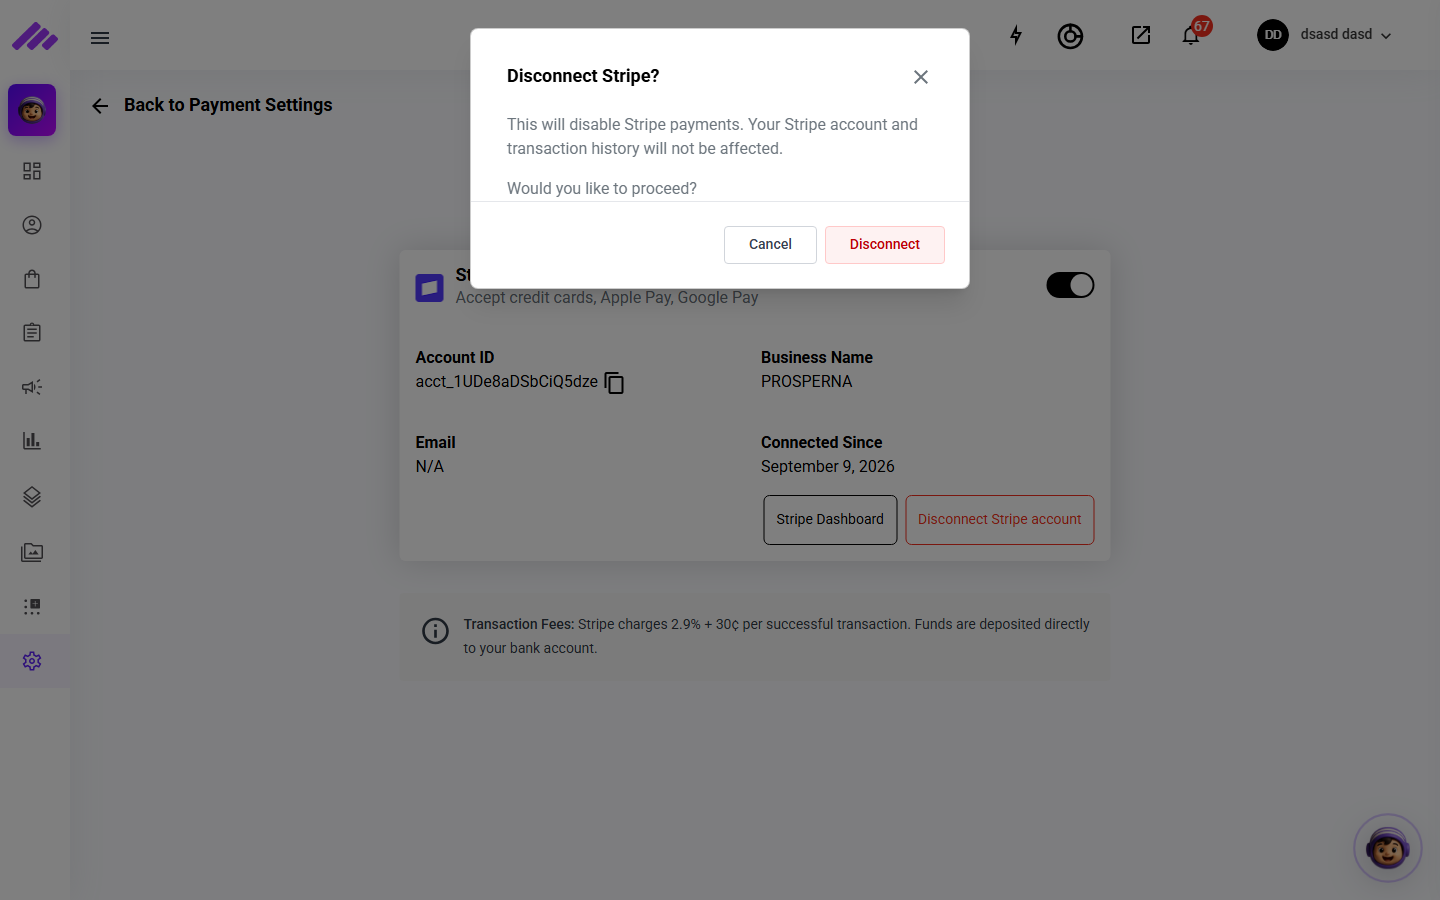 67
DD
dsasd dasd
Back to Payment Settings
Disconnect Stripe?
This will disable Stripe payments. Your Stripe account and
transaction history will not be affected.
Would you like to proceed?
Cancel
Disconnect
Accept credit cards, Apple Pay, Google Pay
Account ID
acct_1UDe8aDSbCiQ5dze
Business Name
PROSPERNA
Email
N/A
Connected Since
September 9, 2026
Stripe Dashboard
Disconnect Stripe account
Transaction Fees: Stripe charges 2.9% + 30¢ per successful transaction. Funds are deposited directly
to your bank account.